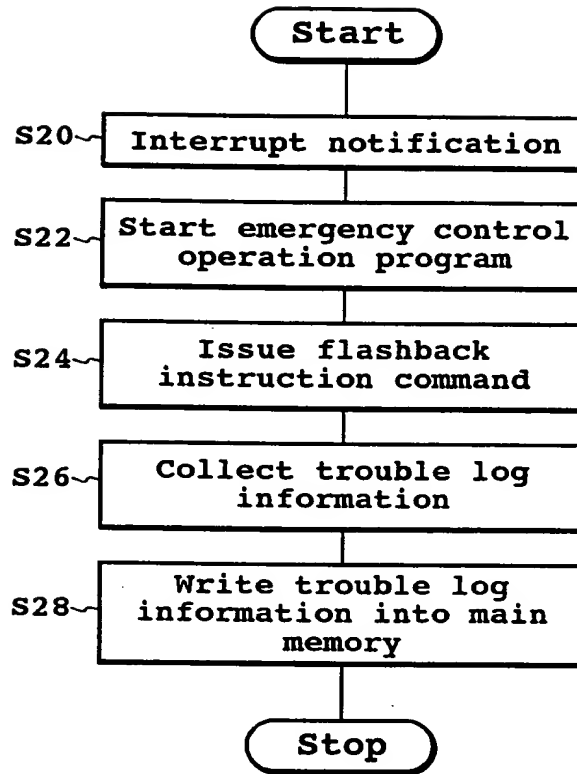 Start
S20
Interrupt notification
S22
Start emergency control
operation program
S24
Issue flashback
instruction command
S26
Collect trouble log
information
S28
Write trouble log
information into main
memory
Stop